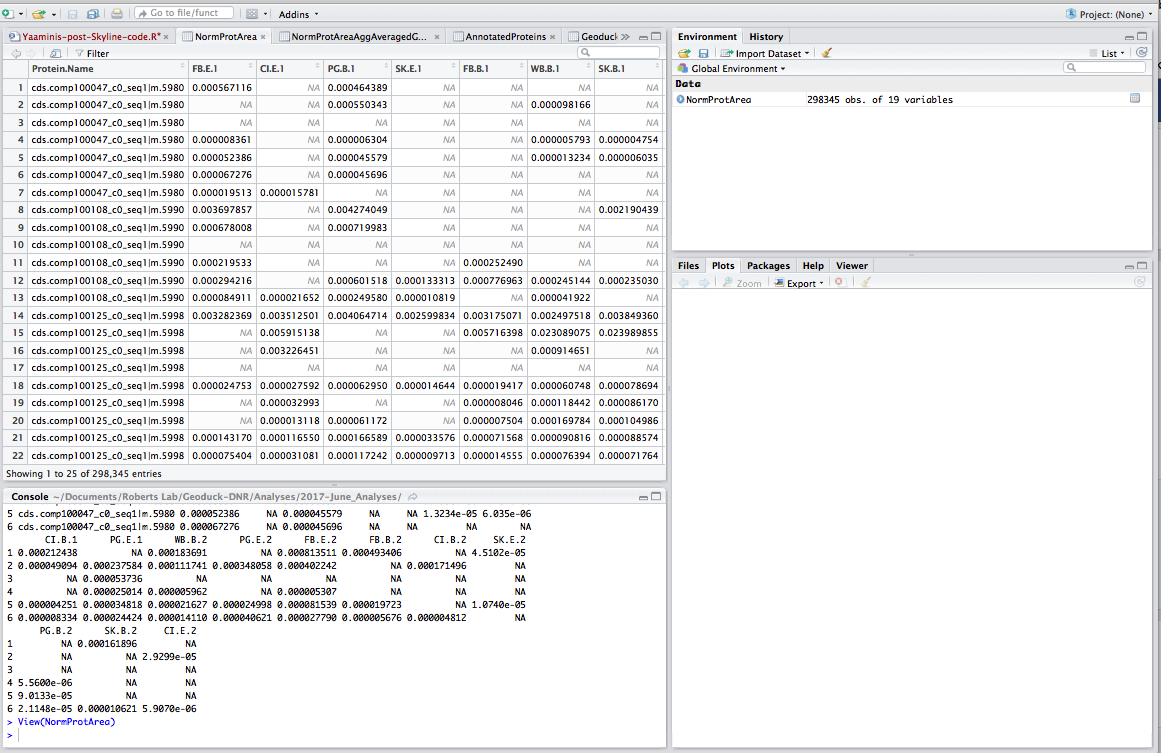 Go to file/funct Addins Project: (None)
Yaaminis-post-Skyline-code.R* NormProtArea NormProtAreaAggAveragedG... AnnotatedProteins Geoduck
Filter
Protein.Name FB.E.1 CI.E.1 PG.B.1 SK.E.1 FB.B.1 WB.B.1 SK.B.1
1 cds.comp100047_c0_seq1|m.5980 0.000567116 NA 0.000464389 NA NA NA NA
2 cds.comp100047_c0_seq1|m.5980 NA NA 0.000550343 NA NA 0.000098166 NA
3 cds.comp100047_c0_seq1|m.5980 NA NA NA NA NA NA NA
4 cds.comp100047_c0_seq1|m.5980 0.000008361 NA 0.000006304 NA NA 0.000005793 0.000004754
5 cds.comp100047_c0_seq1|m.5980 0.000052386 NA 0.000045579 NA NA 0.000013234 0.000006035
6 cds.comp100047_c0_seq1|m.5980 0.000067276 NA 0.000045696 NA NA NA NA
7 cds.comp100047_c0_seq1|m.5980 0.000019513 0.000015781 NA NA NA NA NA
8 cds.comp100108_c0_seq1|m.5990 0.003697857 NA 0.004274049 NA NA NA 0.002190439
9 cds.comp100108_c0_seq1|m.5990 0.000678008 NA 0.000719983 NA NA NA NA
10 cds.comp100108_c0_seq1|m.5990 NA NA NA NA NA NA NA
11 cds.comp100108_c0_seq1|m.5990 0.000219533 NA NA NA 0.000252490 NA NA
12 cds.comp100108_c0_seq1|m.5990 0.000294216 NA 0.000601518 0.000133313 0.000776963 0.000245144 0.000235030
13 cds.comp100108_c0_seq1|m.5990 0.000084911 0.000021652 0.000249580 0.000010819 NA 0.000041922 NA
14 cds.comp100125_c0_seq1|m.5998 0.003282369 0.003512501 0.004064714 0.002599834 0.003175071 0.002497518 0.003849360
15 cds.comp100125_c0_seq1|m.5998 NA 0.005915138 NA NA 0.005716398 0.023089075 0.023989855
16 cds.comp100125_c0_seq1|m.5998 NA 0.003226451 NA NA NA 0.000914651 NA
17 cds.comp100125_c0_seq1|m.5998 NA NA NA NA NA NA NA
18 cds.comp100125_c0_seq1|m.5998 0.000024753 0.000027592 0.000062950 0.000014644 0.000019417 0.000060748 0.000078694
19 cds.comp100125_c0_seq1|m.5998 NA 0.000032993 NA NA 0.000008046 0.000118442 0.000086170
20 cds.comp100125_c0_seq1|m.5998 NA 0.000013118 0.000061172 NA 0.000007504 0.000169784 0.000104986
21 cds.comp100125_c0_seq1|m.5998 0.000143170 0.000116550 0.000166589 0.000033576 0.000071568 0.000090816 0.000088574
22 cds.comp100125_c0_seq1|m.5998 0.000075404 0.000031081 0.000117242 0.000009713 0.000014555 0.000076394 0.000071764
Showing 1 to 25 of 298,345 entries
Console ~/Documents/Roberts Lab/Geoduck-DNR/Analyses/2017-June_Analyses/
5 cds.comp100047_c0_seq1|m.5980 0.000052386 NA 0.000045579 NA NA 1.3234e-05 6.035e-06
6 cds.comp100047_c0_seq1|m.5980 0.000067276 NA 0.000045696 NA NA NA NA
CI.B.1 PG.E.1 WB.B.2 PG.E.2 FB.E.2 FB.B.2 CI.B.2 SK.E.2
1 0.000212438 NA 0.000183691 NA 0.000813511 0.000493406 NA 4.5102e-05
2 0.000049094 0.000237584 0.000111741 0.000348058 0.000402242 NA 0.000171496 NA
3 NA 0.000053736 NA NA NA NA NA NA
4 NA 0.000025014 0.000005962 NA 0.000005307 NA NA NA
5 0.000004251 0.000034818 0.000021627 0.000024998 0.000081539 0.000019723 NA 1.0740e-05
6 0.000008334 0.000024424 0.000014110 0.000040621 0.000027790 0.000005676 0.000004812 NA
PG.B.2 SK.B.2 CI.E.2
1 NA 0.000161896 NA
2 NA NA 2.9299e-05
3 NA NA NA
4 5.5600e-06 NA NA
5 9.0133e-05 NA NA
6 2.1148e-05 0.000010621 5.9070e-06
> View(NormProtArea)
>
Environment History
Import Dataset List
Global Environment
Data
NormProtArea 298345 obs. of 19 variables
Files Plots Packages Help Viewer
Zoom Export